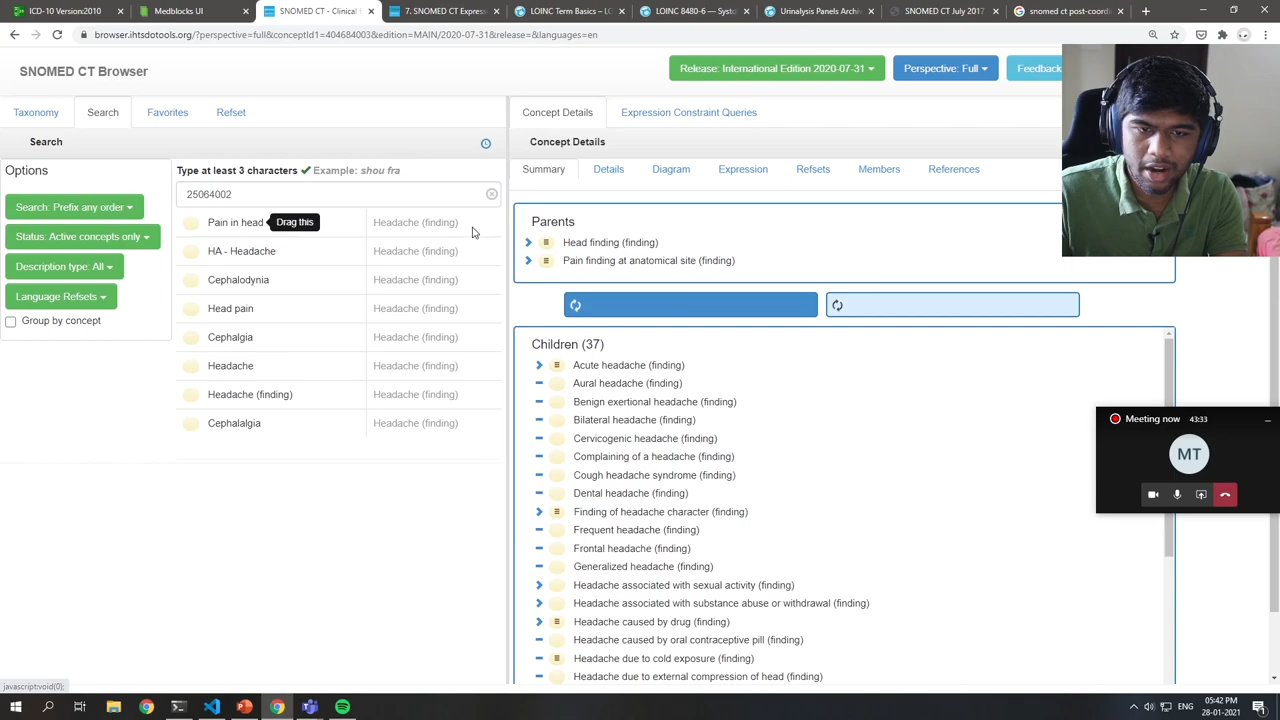 ICD-10 Version2010
Medblocks UI
SNOMED CT - Clinical
7. SNOMED CT Expres
LOINC Term Basics – L
LOINC 8480-6 — Syst
Urinalysis Panels Archi
SNOMED CT July 2017
snomed ct post-coordi
browser.ihtsdotools.org/?perspective=full&conceptId1=404684003&edition=MAIN/2020-07-31&release=&languages=en
SNOMED CT Browser
Release: International Edition 2020-07-31
Perspective: Full
Feedback
Taxonomy
Search
Favorites
Refset
Search
Options
Search: Prefix any order
Status: Active concepts only
Description type: All
Language Refsets
Group by concept
Type at least 3 characters ✔ Example: shou fra
25064002
Pain in head Drag this Headache (finding)
HA - Headache Headache (finding)
Cephalodynia Headache (finding)
Head pain Headache (finding)
Cephalgia Headache (finding)
Headache Headache (finding)
Headache (finding) Headache (finding)
Cephalalgia Headache (finding)
Concept Details
Expression Constraint Queries
Concept Details
Summary
Details
Diagram
Expression
Refsets
Members
References
Parents
Head finding (finding)
Pain finding at anatomical site (finding)
Children (37)
Acute headache (finding)
Aural headache (finding)
Benign exertional headache (finding)
Bilateral headache (finding)
Cervicogenic headache (finding)
Complaining of a headache (finding)
Cough headache syndrome (finding)
Dental headache (finding)
Finding of headache character (finding)
Frequent headache (finding)
Frontal headache (finding)
Generalized headache (finding)
Headache associated with sexual activity (finding)
Headache associated with substance abuse or withdrawal (finding)
Headache caused by drug (finding)
Headache caused by oral contraceptive pill (finding)
Headache due to cold exposure (finding)
Headache due to external compression of head (finding)
Meeting now 43:33
MT
javascript:void(0);
ENG
05:42 PM
28-01-2021